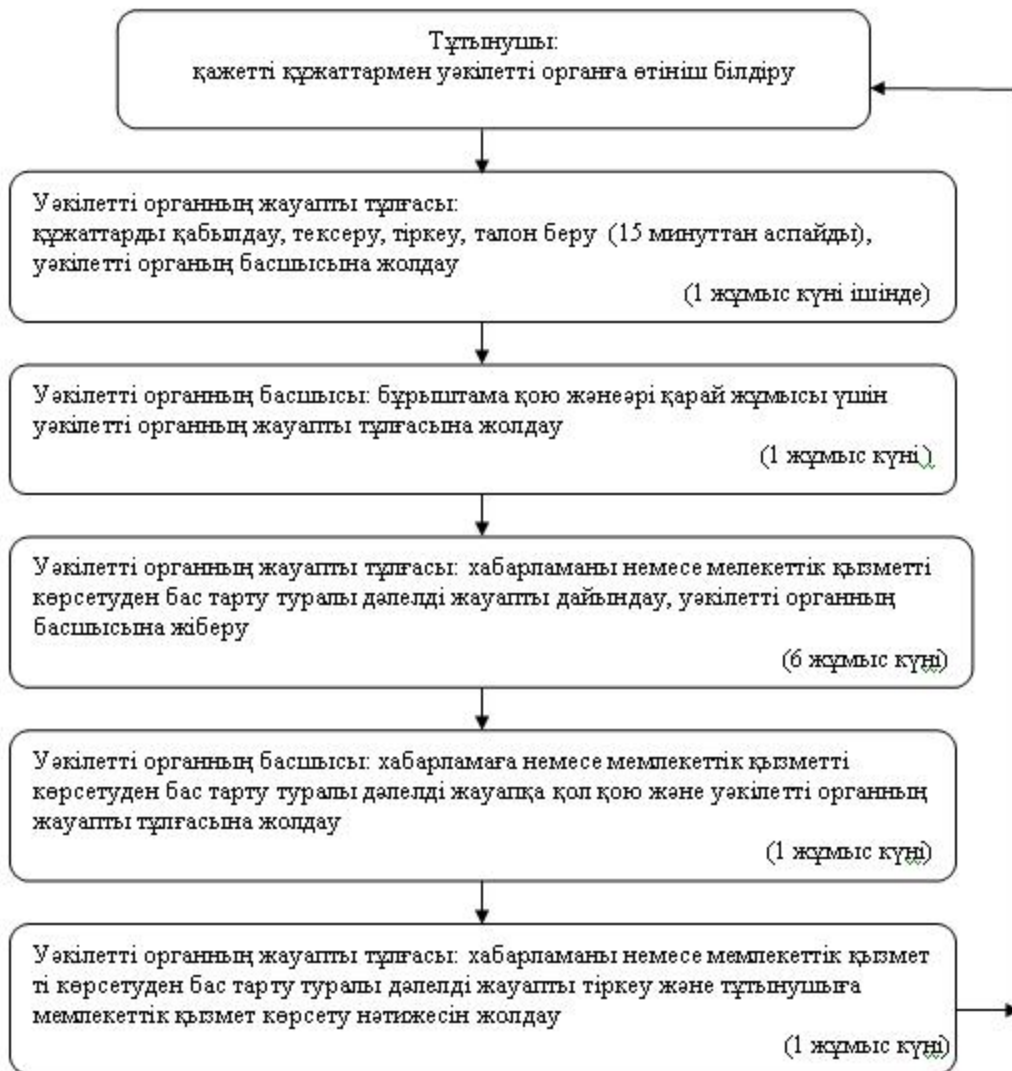 Тұтынушы:
қажетті құжаттармен уәкілетті органға өтініш білдіру
Уәкілетті органның жауапты тұлғасы:
құжаттарды қабылдау, тексеру, тіркеу, талон беру (15 минуттан аспайды),
уәкілетті органың басшысына жолдау
(1 жұмыс күні ішінде)
Уәкілетті органның басшысы: бұрыштама қою жәнеәрі қарай жұмысы үшін
уәкілетті органның жауапты тұлғасына жолдау
(1 жұмыс күні)
Уәкілетті органның жауапты тұлғасы: хабарламаны немесе мелекеттік қызметті
көрсетуден бас тарту туралы дәлелді жауапты дайындау, уәкілетті органның
басшысына жіберу
(6 жұмыс күні)
Уәкілетті органның басшысы: хабарламаға немесе мемлекеттік қызметті
көрсетуден бас тарту туралы дәлелді жауапқа қол қою және уәкілетті органның
жауапты тұлғасына жолдау
(1 жұмыс күні)
Уәкілетті органның жауапты тұлғасы: хабарламаны немесе мемлекеттік қызмет
ті көрсетуден бас тарту туралы дәлелді жауапты тіркеу және тұтынушыға
мемлекеттік қызмет көрсету нәтижесін жолдау
(1 жұмыс күні)